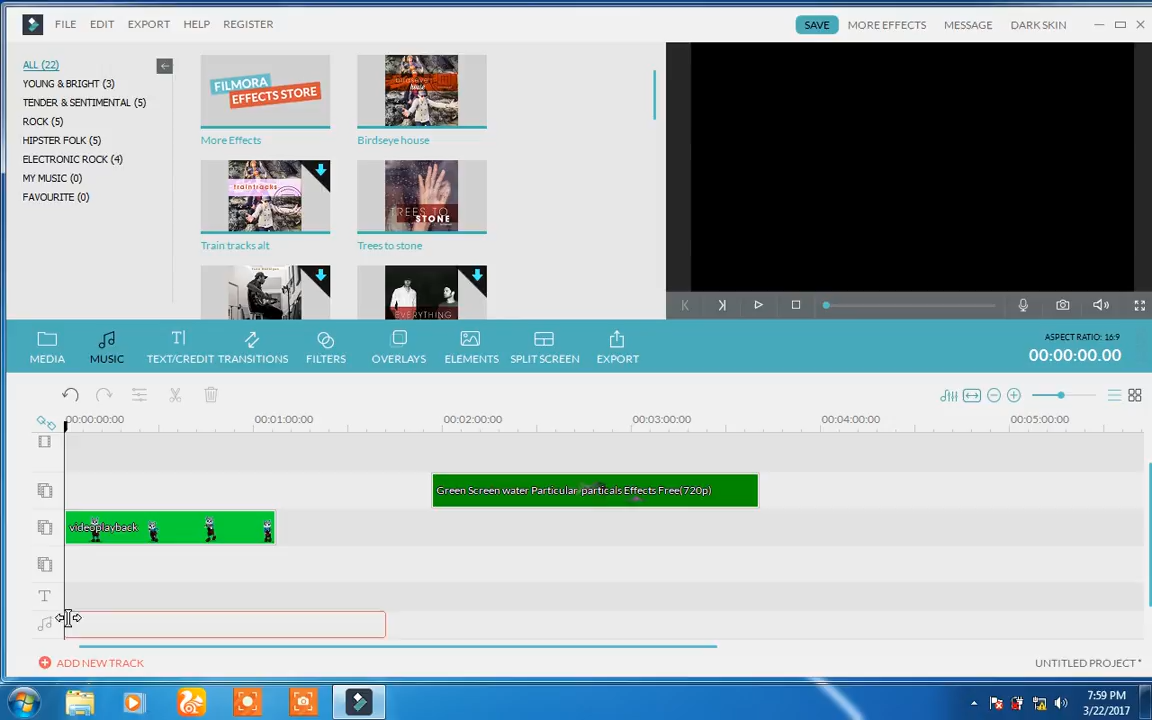 FILE EDIT EXPORT HELP REGISTER SAVE MORE EFFECTS MESSAGE DARK SKIN
ALL (22)
YOUNG & BRIGHT (3)
TENDER & SENTIMENTAL (5)
ROCK (5)
HIPSTER FOLK (5)
ELECTRONIC ROCK (4)
MY MUSIC (0)
FAVOURITE (0)
FILMORA
EFFECTS STORE
More Effects
house
Birdseye house
traintracks
Train tracks alt
TREES TO
STONE
Trees to stone
EVERYTHING
MEDIA MUSIC TEXT/CREDIT TRANSITIONS FILTERS OVERLAYS ELEMENTS SPLIT SCREEN EXPORT
ASPECT RATIO: 16:9
00:00:00.00
00:00:00:00 00:01:00:00 00:02:00:00 00:03:00:00 00:04:00:00 00:05:00:00
Green Screen water Particular-particals Effects Free(720p)
videoplayback
T
ADD NEW TRACK
UNTITLED PROJECT *
7:59 PM
3/22/2017